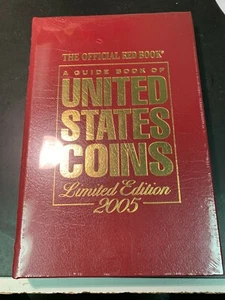 THE OFFICIAL RED BOOK®
A GUIDE BOOK OF
UNITED
STATES
COINS
Limited Edition
2005